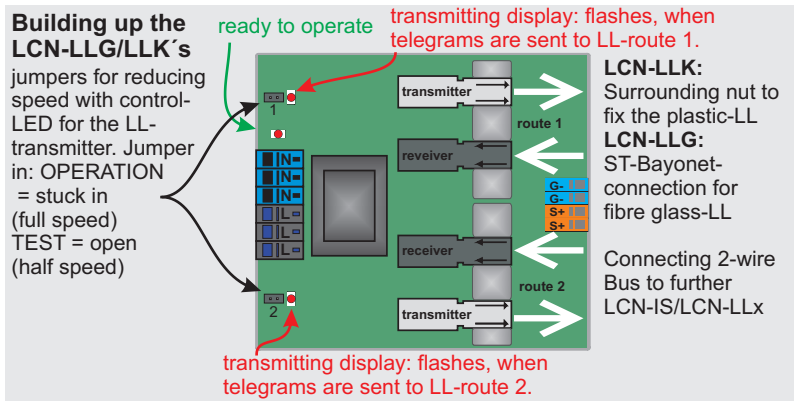 Building up the
LCN-LLG/LLK´s
jumpers for reducing
speed with control-
LED for the LL-
transmitter. Jumper
in: OPERATION
= stuck in
(full speed)
TEST = open
(half speed)
ready to operate
transmitting display: flashes, when
telegrams are sent to LL-route 1.
1
N
N
N
L
L
L
2
transmitter
route 1
reveiver
G-
G-
S+
S+
receiver
route 2
transmitter
LCN-LLK:
Surrounding nut to
fix the plastic-LL
LCN-LLG:
ST-Bayonet-
connection for
fibre glass-LL
Connecting 2-wire
Bus to further
LCN-IS/LCN-LLx
transmitting display: flashes, when
telegrams are sent to LL-route 2.